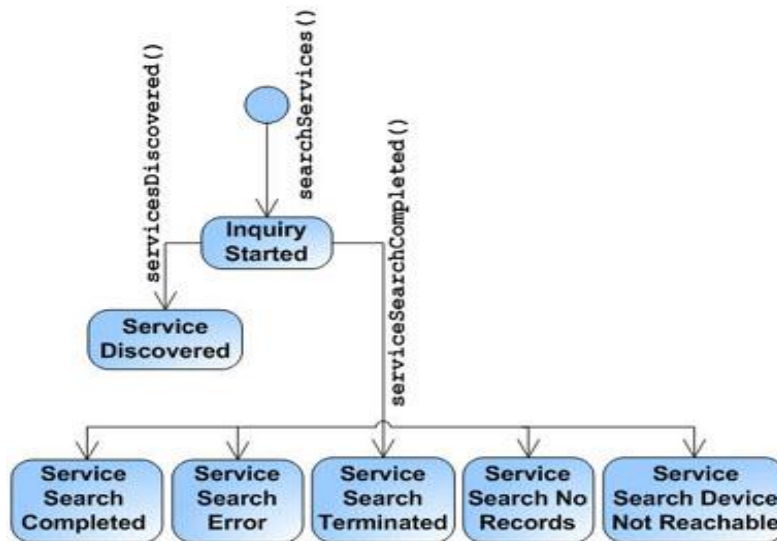 servicesDiscovered()
searchServices()
serviceSearchCompleted()
Inquiry
Started
Service
Discovered
Service
Search
Completed
Service
Search
Error
Service
Search
Terminated
Service
Search No
Records
Service
Search Device
Not Reachable